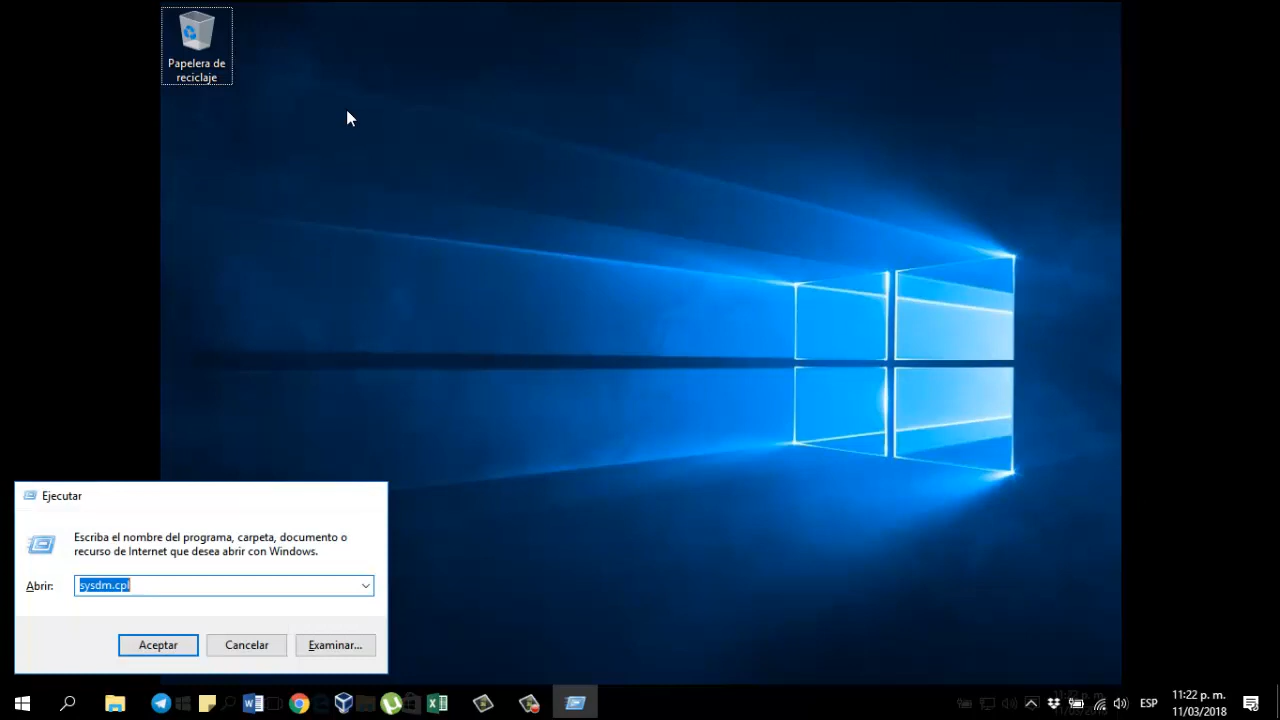 Papelera de
reciclaje
Ejecutar
Escriba el nombre del programa, carpeta, documento o
recurso de Internet que desea abrir con Windows.
Abrir:
sysdm.cpl
Aceptar
Cancelar
Examinar...
ESP
11:22 p. m.
11/03/2018